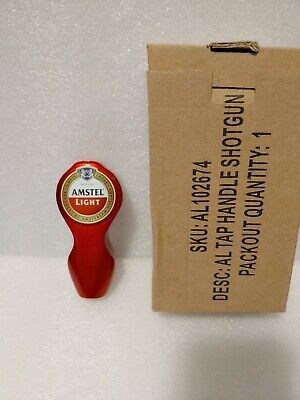 AMSTEL
LIGHT
SKU: AL102674
DESC: AL TAP HANDLE SHOTGUN
PACKOUT QUANTITY: 1